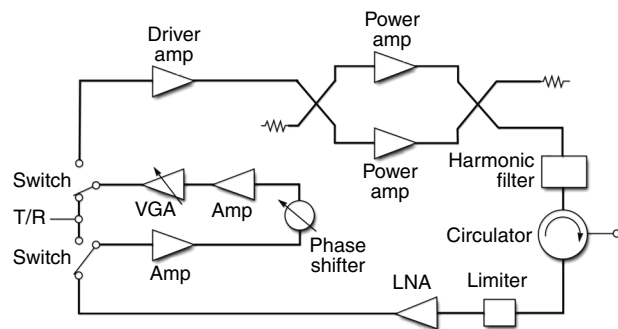 Driver
amp
Power
amp
Power
amp
Harmonic
filter
Switch
VGA
Amp
T/R
Phase
shifter
Circulator
Switch
Amp
LNA
Limiter